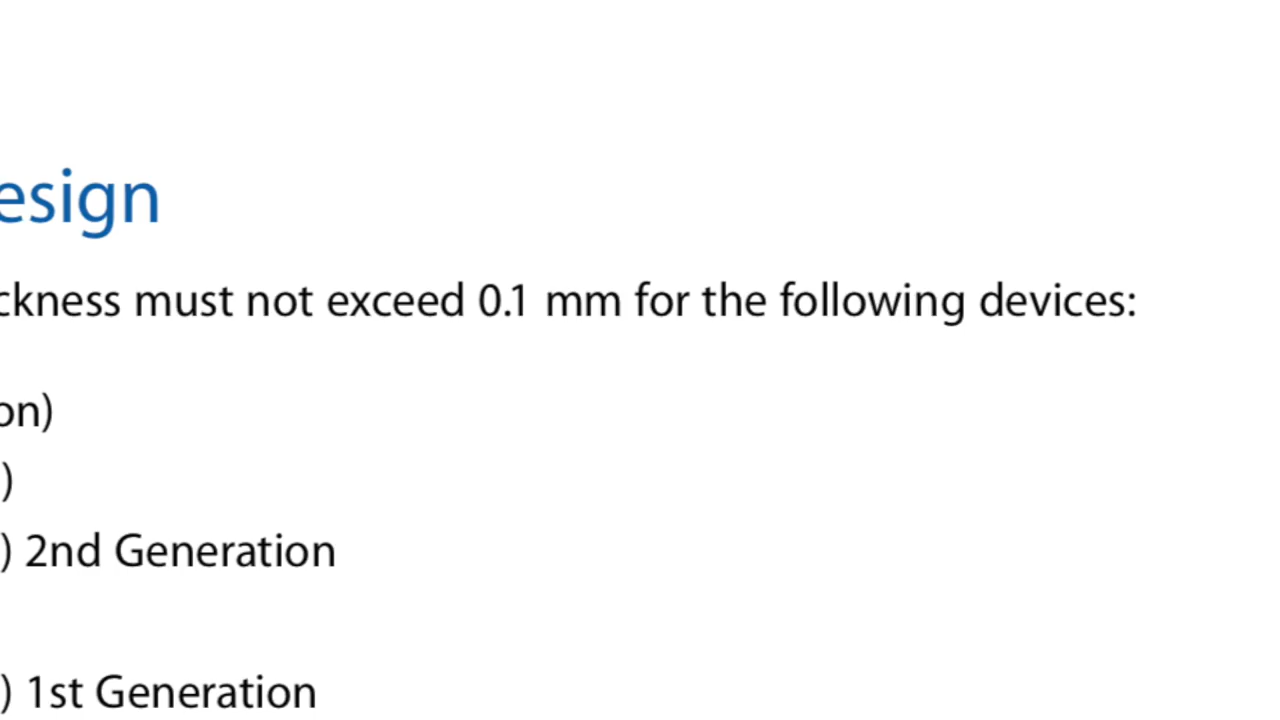 esign
ckness must not exceed 0.1 mm for the following devices:
on)
)
) 2nd Generation
) 1st Generation